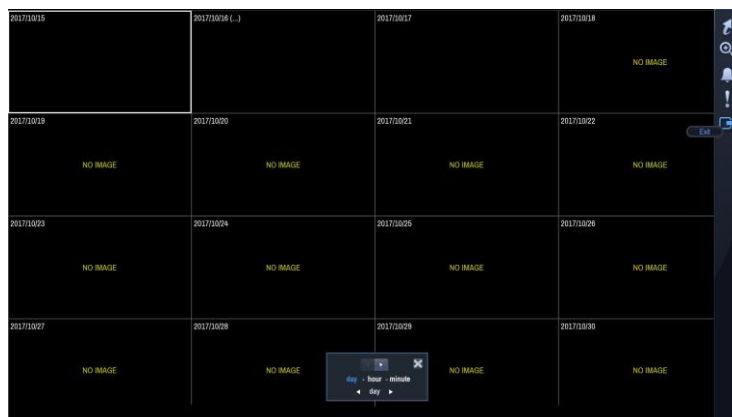 2017/10/15
2017/10/16 (...)
2017/10/17
2017/10/18
NO IMAGE
Exit
2017/10/19
NO IMAGE
2017/10/20
NO IMAGE
2017/10/21
NO IMAGE
2017/10/22
NO IMAGE
2017/10/23
NO IMAGE
2017/10/24
NO IMAGE
2017/10/25
NO IMAGE
2017/10/26
NO IMAGE
2017/10/27
NO IMAGE
2017/10/28
NO IMAGE
2017/10/29
NO IMAGE
2017/10/30
NO IMAGE
day - hour - minute
day